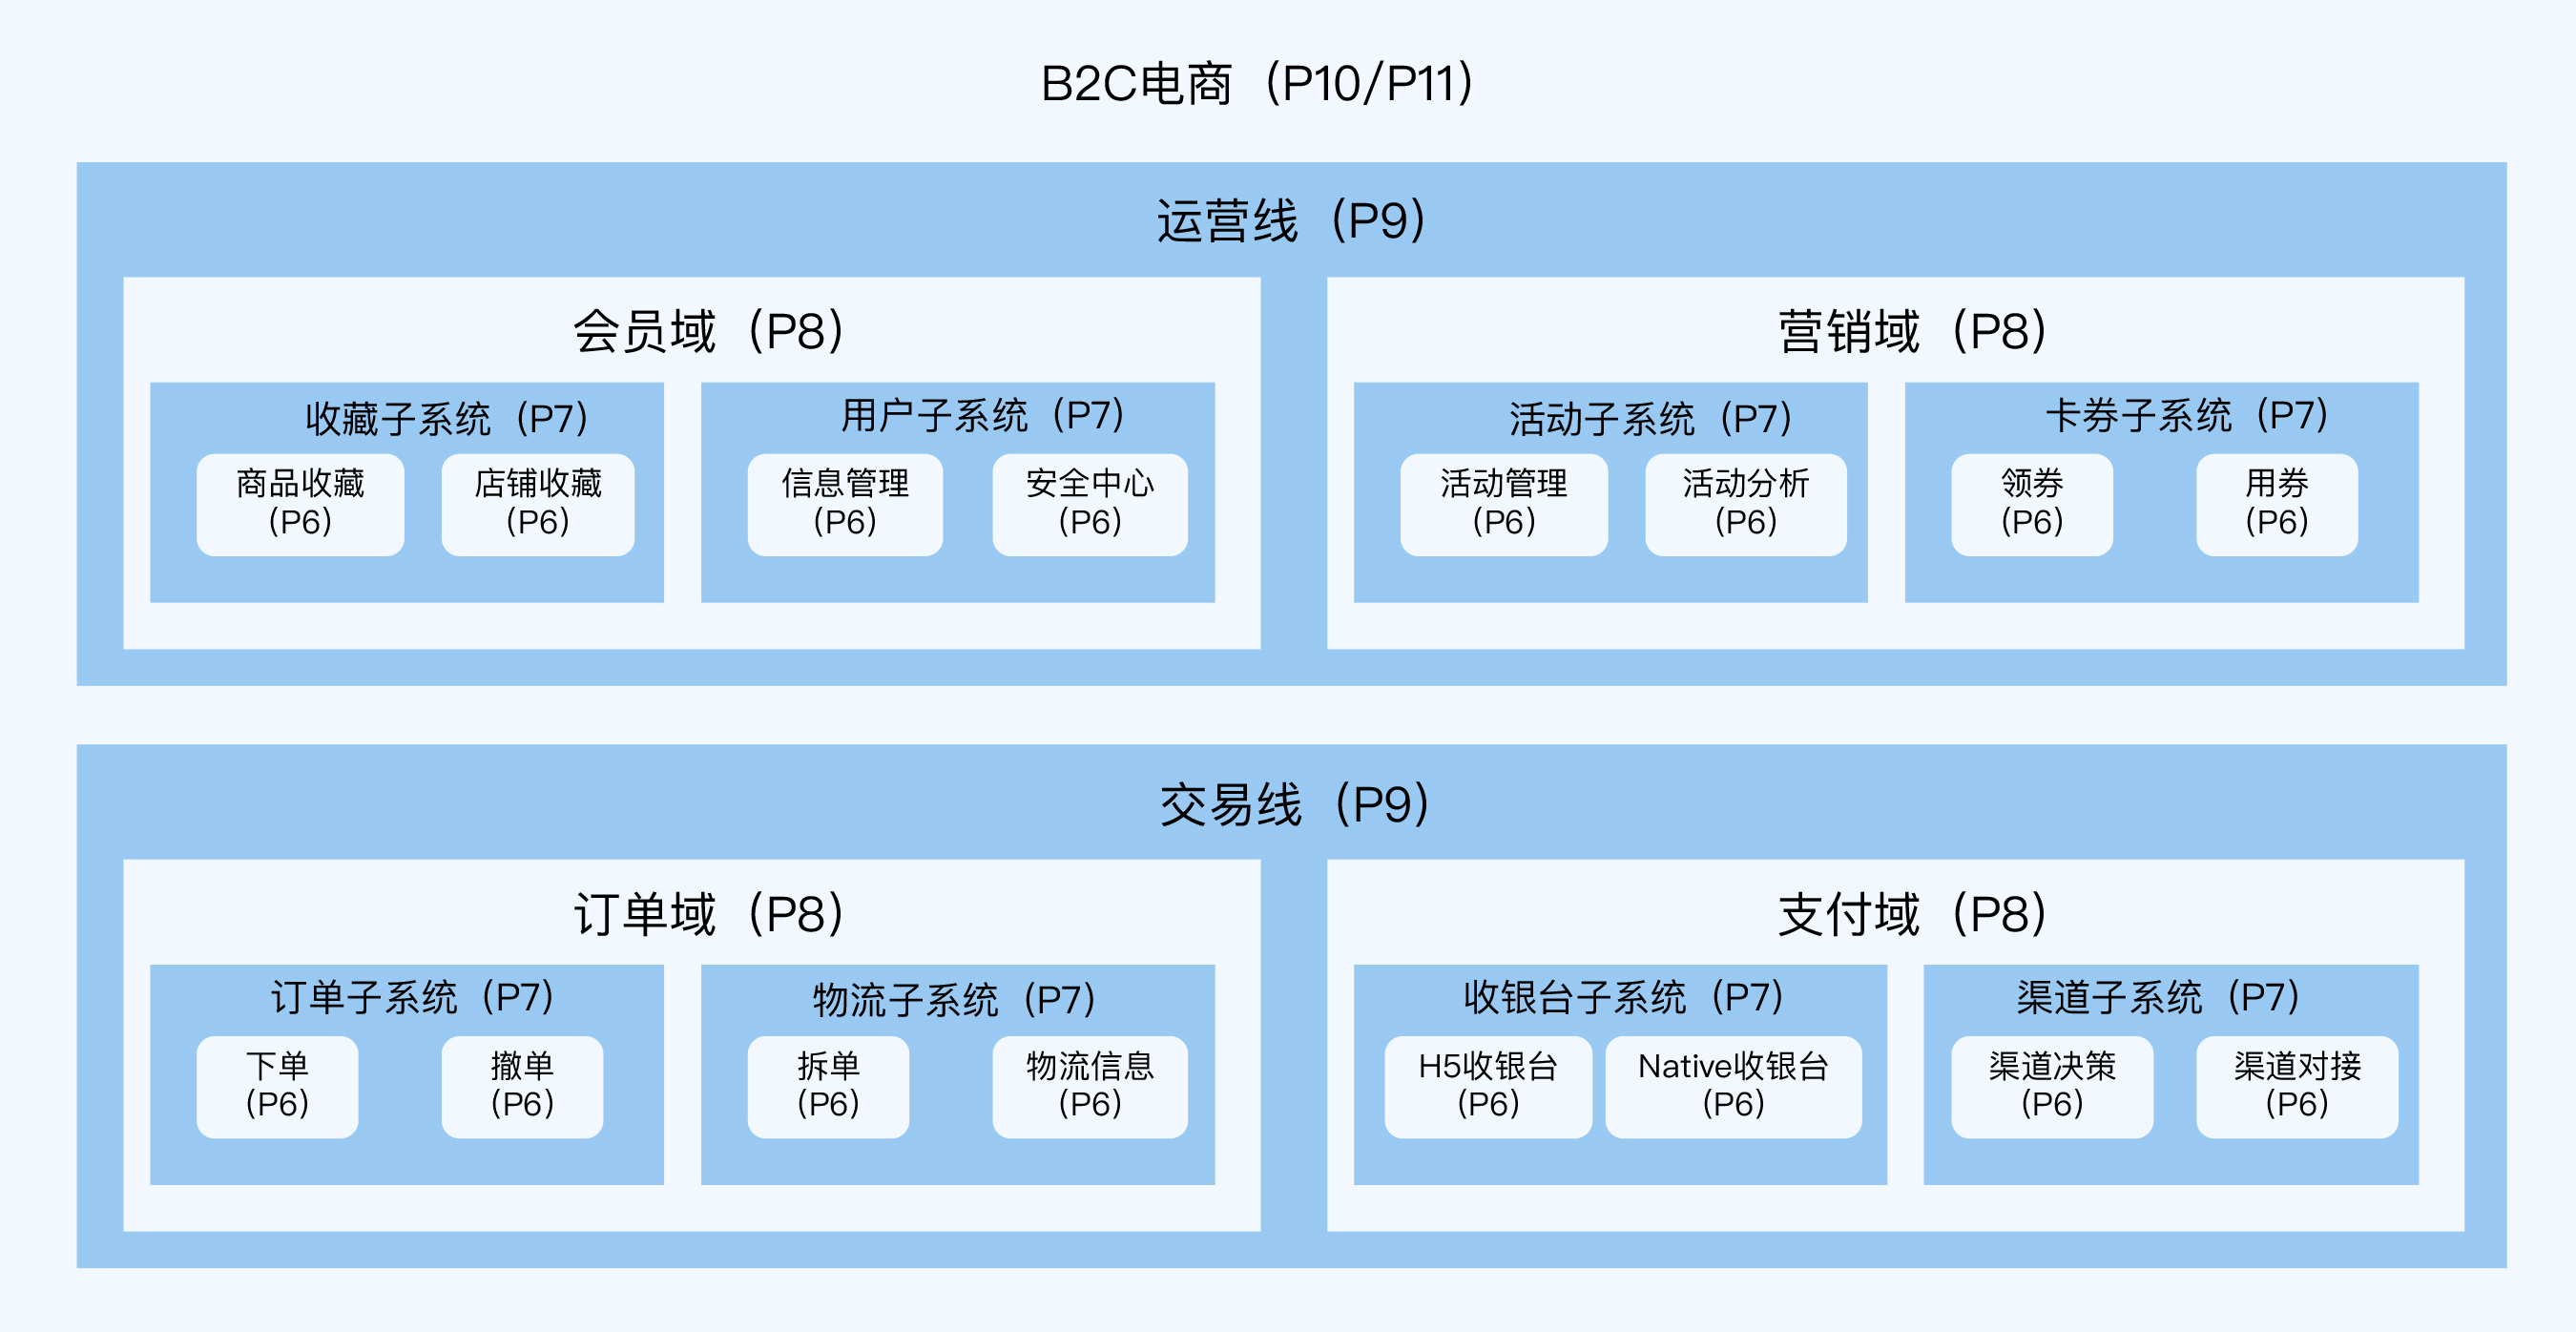 B2C电商（P10/P11）
运营线（P9）
会员域（P8）
营销域（P8）
收藏子系统（P7）
用户子系统（P7）
活动子系统（P7）
卡券子系统（P7）
商品收藏
（P6）
店铺收藏
（P6）
信息管理
（P6）
安全中心
（P6）
活动管理
（P6）
活动分析
（P6）
领券
（P6）
用券
（P6）
交易线（P9）
订单域（P8）
支付域（P8）
订单子系统（P7）
物流子系统（P7）
收银台子系统（P7）
渠道子系统（P7）
下单
（P6）
撤单
（P6）
拆单
（P6）
物流信息
（P6）
H5收银台
（P6）
Native收银台
（P6）
渠道决策
（P6）
渠道对接
（P6）